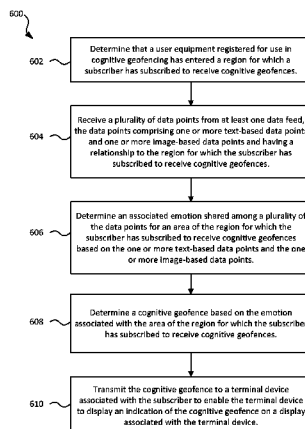 600
602
Determine that a user equipment registered for use in
cognitive geofencing has entered a region for which a
subscriber has subscribed to receive cognitive geofences.
604
Receive a plurality of data points from at least one data feed,
the data points comprising one or more text-based data points
and one or more image-based data points and having a
relationship to the region for which the subscriber has
subscribed to receive cognitive geofences.
606
Determine an associated emotion shared among a plurality of
the data points for an area of the region for which the
subscriber has subscribed to receive cognitive geofences
based on the one or more text-based data points and the one
or more image-based data points.
608
Determine a cognitive geofence based on the emotion
associated with the area of the region for which the subscriber
has subscribed to receive cognitive geofences.
610
Transmit the cognitive geofence to a terminal device
associated with the subscriber to enable the terminal device
to display an indication of the cognitive geofence on a display
associated with the terminal device.